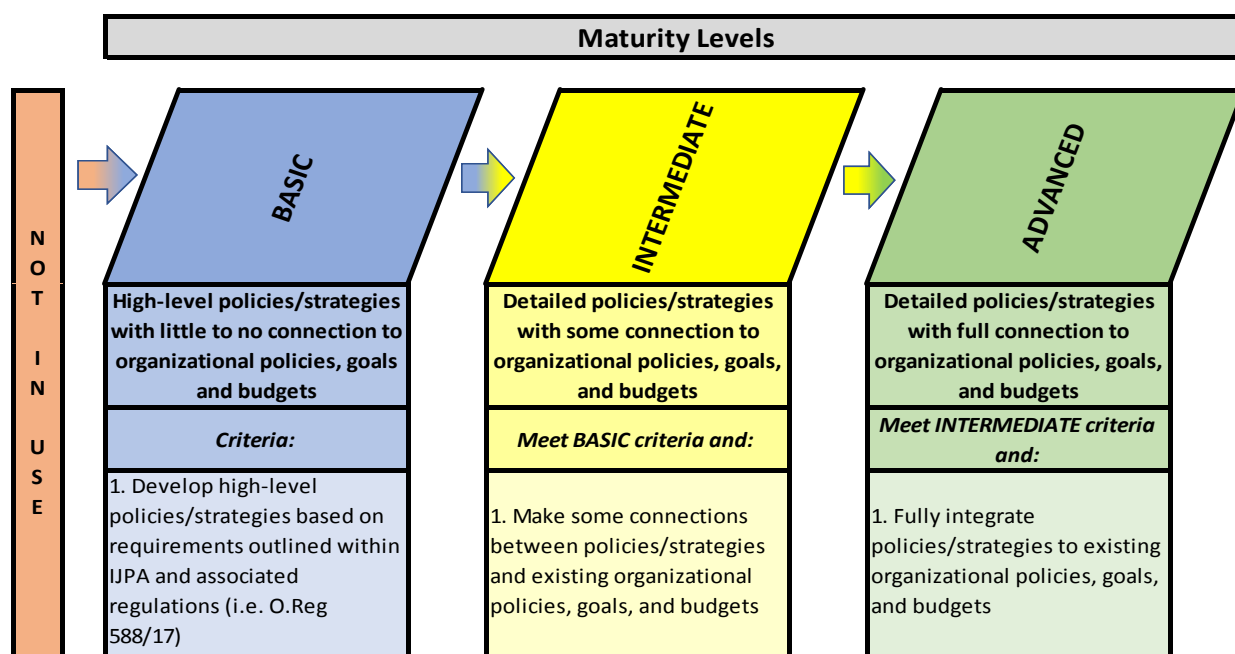 Maturity Levels
NOT IN USE
BASIC
High-level policies/strategies
with little to no connection to
organizational policies, goals
and budgets
Criteria:
1. Develop high-level
policies/strategies based on
requirements outlined within
IJPA and associated
regulations (i.e. O.Reg
588/17)
INTERMEDIATE
Detailed policies/strategies
with some connection to
organizational policies, goals,
and budgets
Meet BASIC criteria and:
1. Make some connections
between policies/strategies
and existing organizational
policies, goals, and budgets
ADVANCED
Detailed policies/strategies
with full connection to
organizational policies, goals,
and budgets
Meet INTERMEDIATE criteria
and:
1. Fully integrate
policies/strategies to existing
organizational policies, goals,
and budgets